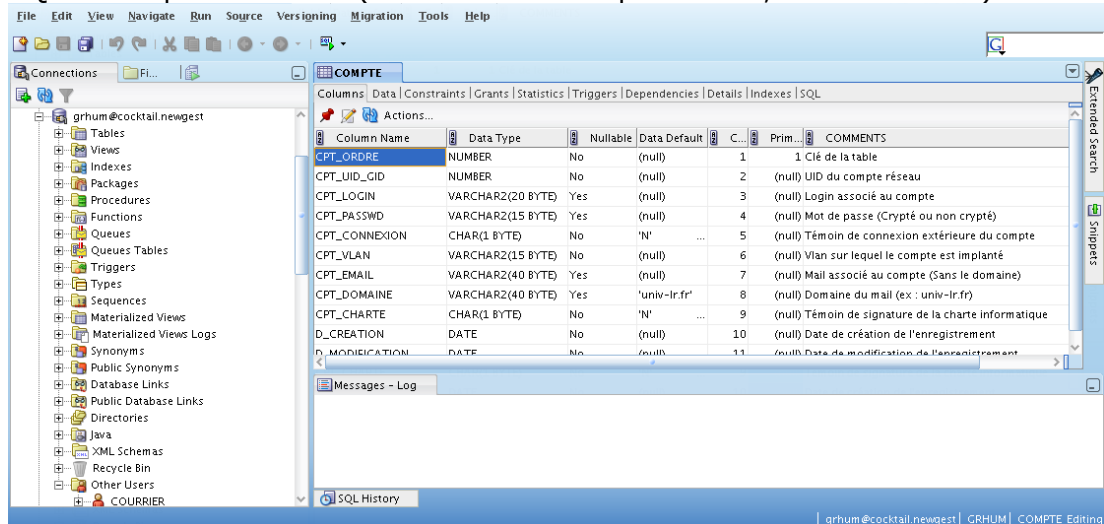 File Edit View Navigate Run Source Versioning Migration Tools Help
Connections Fi...
grhum@cocktail.newgest
Tables
Views
Indexes
Packages
Procedures
Functions
Queues
Queues Tables
Triggers
Types
Sequences
Materialized Views
Materialized Views Logs
Synonyms
Public Synonyms
Database Links
Public Database Links
Directories
Java
XML Schemas
Recycle Bin
Other Users
COURRIER
COMPTE
Columns Data Constraints Grants Statistics Triggers Dependencies Details Indexes SQL
Actions...
Column Name Data Type Nullable Data Default C... Prim... COMMENTS
CPT_ORDRE NUMBER No (null) 1 1 Clé de la table
CPT_UID_GID NUMBER No (null) 2 (null) UID du compte réseau
CPT_LOGIN VARCHAR2(20 BYTE) Yes (null) 3 (null) Login associé au compte
CPT_PASSWD VARCHAR2(15 BYTE) Yes (null) 4 (null) Mot de passe (Crypté ou non crypté)
CPT_CONNEXION CHAR(1 BYTE) No 'N' ... 5 (null) Témoin de connexion extérieure du compte
CPT_VLAN VARCHAR2(15 BYTE) No (null) 6 (null) Vlan sur lequel le compte est implanté
CPT_EMAIL VARCHAR2(40 BYTE) Yes (null) 7 (null) Mail associé au compte (Sans le domaine)
CPT_DOMAINE VARCHAR2(40 BYTE) Yes 'univ-lr.fr' 8 (null) Domaine du mail (ex : univ-lr.fr)
CPT_CHARTE CHAR(1 BYTE) No 'N' ... 9 (null) Témoin de signature de la charte informatique
D_CREATION DATE No (null) 10 (null) Date de création de l'enregistrement
D_MODIFICATION DATE No (null) 11 (null) Date de modification de l'enregistrement
Messages - Log
SQL History
Extended Search
Snippets
grhum@cocktail.newgest GRHUM COMPTE Editing